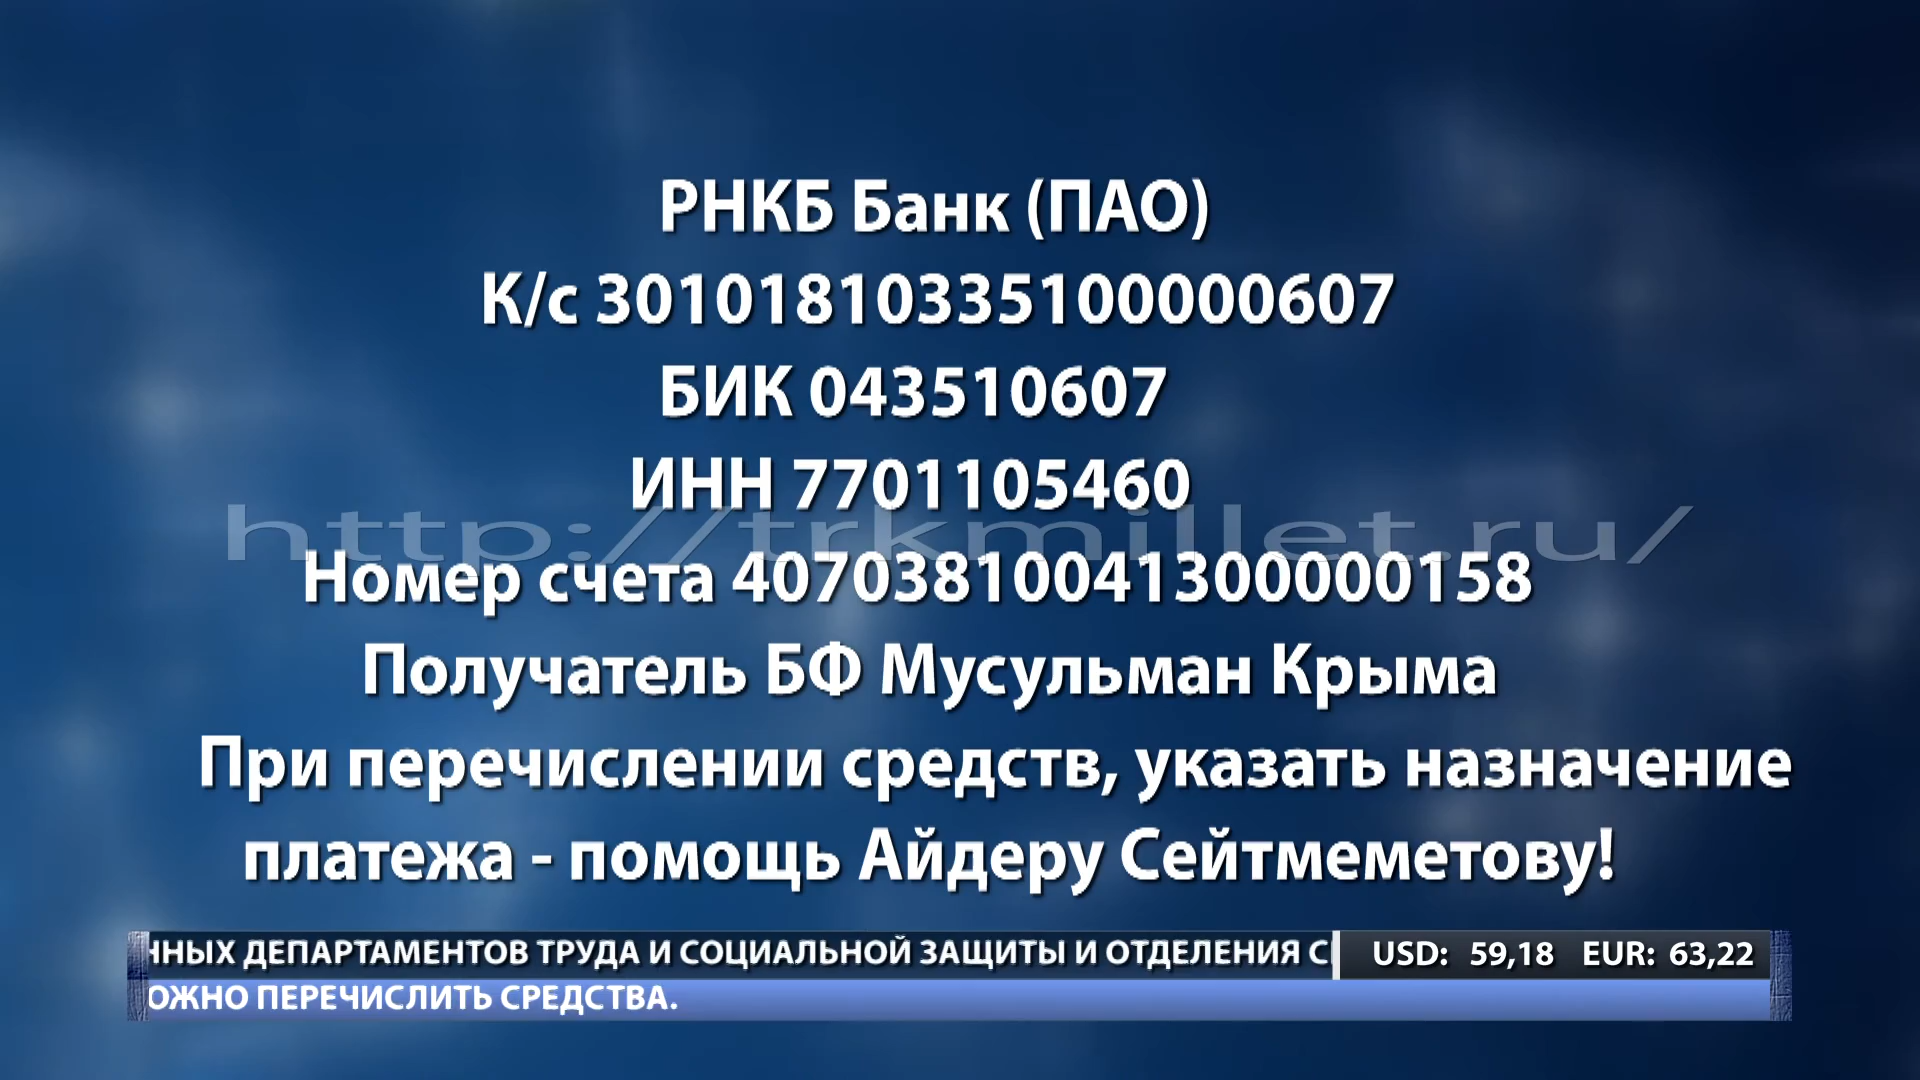 РНКБ Банк (ПАО)
К/с 30101810335100000607
БИК 043510607
ИНН 7701105460
http://trkmillet.ru/
Номер счета 40703810041300000158
Получатель БФ Мусульман Крыма
При перечислении средств, указать назначение
платежа - помощь Айдеру Сейтмеметову!
ДЕПАРТАМЕНТОВ ТРУДА И СОЦИАЛЬНОЙ ЗАЩИТЫ И ОТДЕЛЕНИЯ USD: 59,18 EUR: 63,22
ПЕРЕЧИСЛИТЬ СРЕДСТВА.